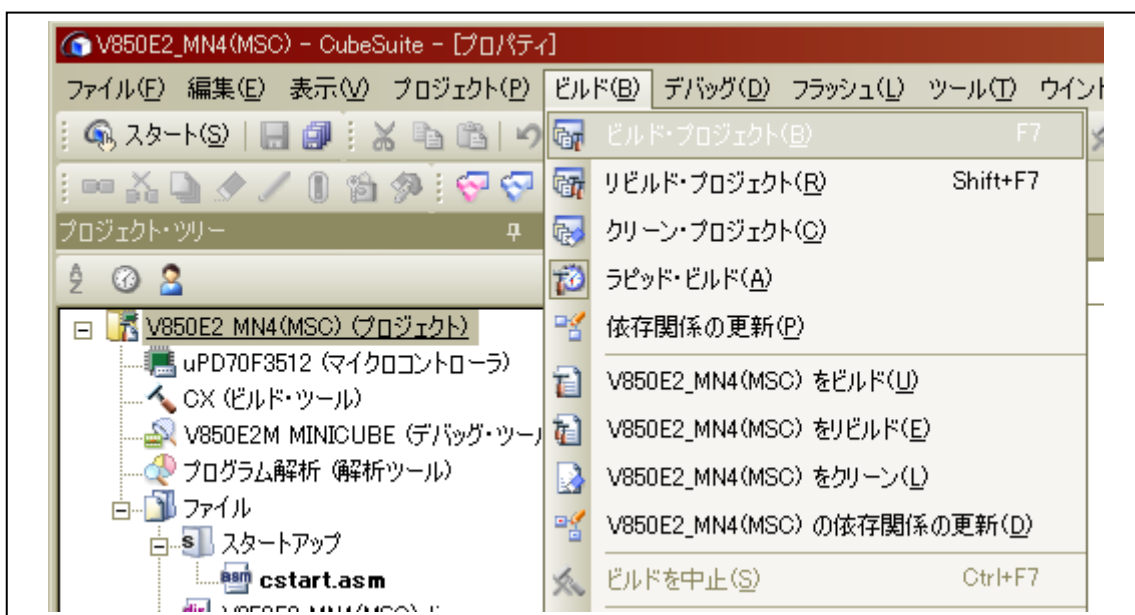 V850E2_MN4(MSC) - CubeSuite - [プロパティ]
ファイル(F) 編集(E) 表示(V) プロジェクト(P) ビルド(B) デバッグ(D) フラッシュ(L) ツール(T) ウイント
スタート(S)
ビルド・プロジェクト(B) F7
リビルド・プロジェクト(R) Shift+F7
クリーン・プロジェクト(C)
ラピッド・ビルド(A)
依存関係の更新(P)
V850E2_MN4(MSC) をビルド(U)
V850E2_MN4(MSC) をリビルド(E)
V850E2_MN4(MSC) をクリーン(L)
V850E2_MN4(MSC) の依存関係の更新(D)
ビルドを中止(S) Ctrl+F7
プロジェクト・ツリー
V850E2_MN4(MSC) (プロジェクト)
uPD70F3512 (マイクロコントローラ)
CX (ビルド・ツール)
V850E2M MINICUBE (デバッグ・ツー
プログラム解析 (解析ツール)
ファイル
スタートアップ
cstart.asm